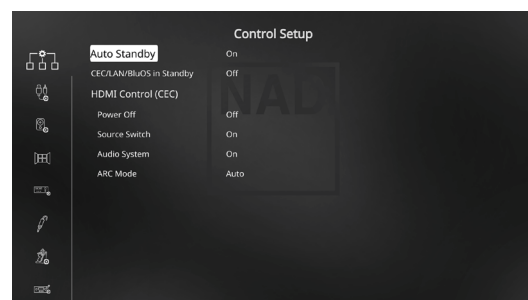 Control Setup
Auto Standby On
CEC/LAN/BluOS in Standby Off
HDMI Control (CEC)
Power Off Off
Source Switch On
Audio System On
ARC Mode Auto
NAD